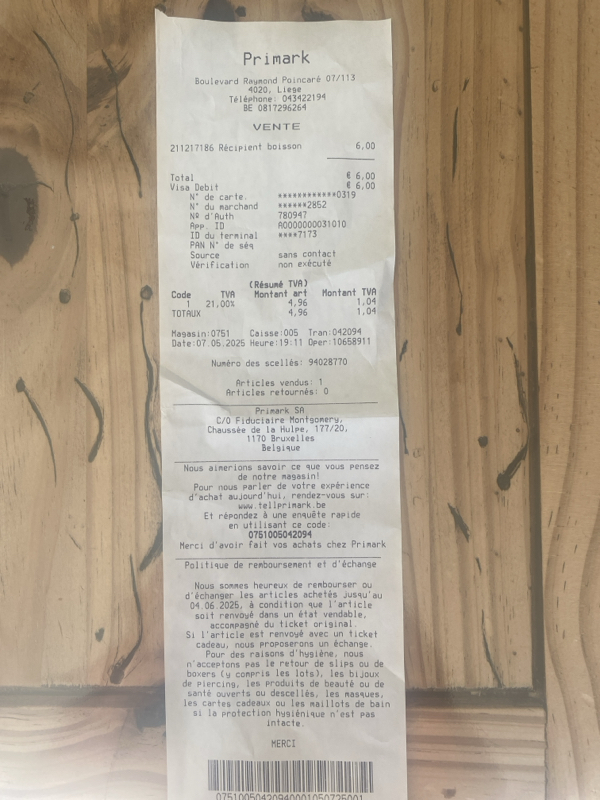 Primark
Boulevard Raymond Poincaré 07/113
4020, Liege
Téléphone: 043422194
BE 0817296264
VENTE
211217186 Récipient boisson 6,00
Total € 6,00
Visa Debit € 6,00
N° de carte. ************0319
N° du marchand ******2852
Nº d'Auth 780947
App. ID A0000000031010
ID du terminal ****7173
PAN N° de séq
Source sans contact
Vérification non exécuté
(Résumé TVA)
Code TVA Montant art Montant TVA
1 21,00% 4,96 1,04
TOTAUX 4,96 1,04
Magasin:0751 Caisse:005 Tran:042094
Date:07.05.2025 Heure:19:11 Oper:10658911
Numéro des scellés: 94028770
Articles vendus: 1
Articles retournés: 0
Primark SA
C/O Fiduciaire Montgomery,
Chaussée de la Hulpe, 177/20,
1170 Bruxelles
Belgique
Nous aimerions savoir ce que vous pensez
de notre magasin!
Pour nous parler de votre expérience
d'achat aujourd'hui, rendez-vous sur:
www.tellprimark.be
Et répondez à une enquête rapide
en utilisant ce code:
0751005042094
Merci d'avoir fait vos achats chez Primark
Politique de remboursement et d'échange
Nous sommes heureux de rembourser ou
d'échanger les articles achetés jusqu'au
04.06.2025, à condition que l'article
soit renvoyé dans un état vendable,
accompagné du ticket original.
Si l'article est renvoyé avec un ticket
cadeau, nous proposerons un échange.
Pour des raisons d'hygiène, nous
n'acceptons pas le retour de slips ou de
boxers (y compris les lots), les bijoux
de piercing, les produits de beauté ou de
santé ouverts ou descellés, les masques,
les cartes cadeaux ou les maillots de bain
si la protection hygiénique n'est pas
intacte.
MERCI
07510050420940001050725001